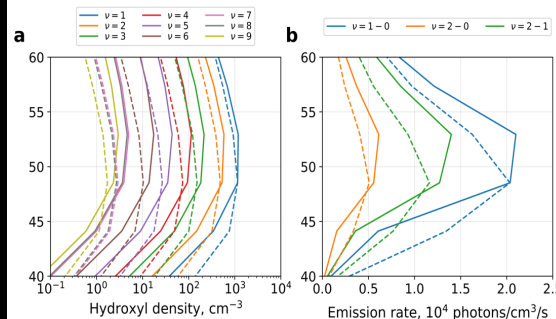 a
ν = 1 ν = 4 ν = 7
ν = 2 ν = 5 ν = 8
ν = 3 ν = 6 ν = 9
60
55
50
45
40
10⁻¹ 10⁰ 10¹ 10² 10³ 10⁴
Hydroxyl density, cm⁻³
b
ν = 1 − 0 ν = 2 − 0 ν = 2 − 1
60
55
50
45
40
0.0 0.5 1.0 1.5 2.0 2.
Emission rate, 10⁴ photons/cm³/s